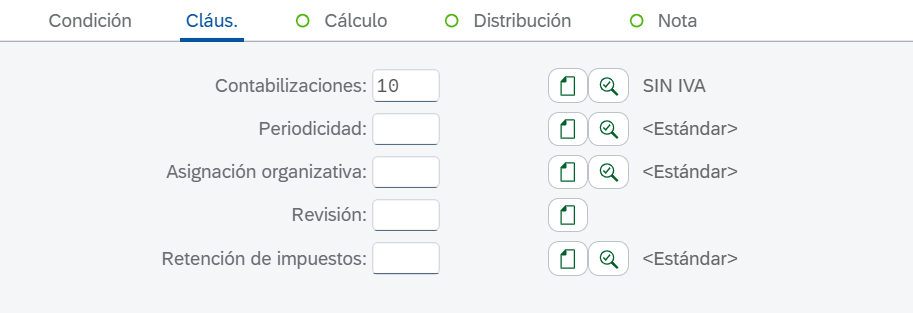 Condición Cláus. Cálculo Distribución Nota
Contabilizaciones: 10 SIN IVA
Periodicidad: <Estándar>
Asignación organizativa: <Estándar>
Revisión:
Retención de impuestos: <Estándar>